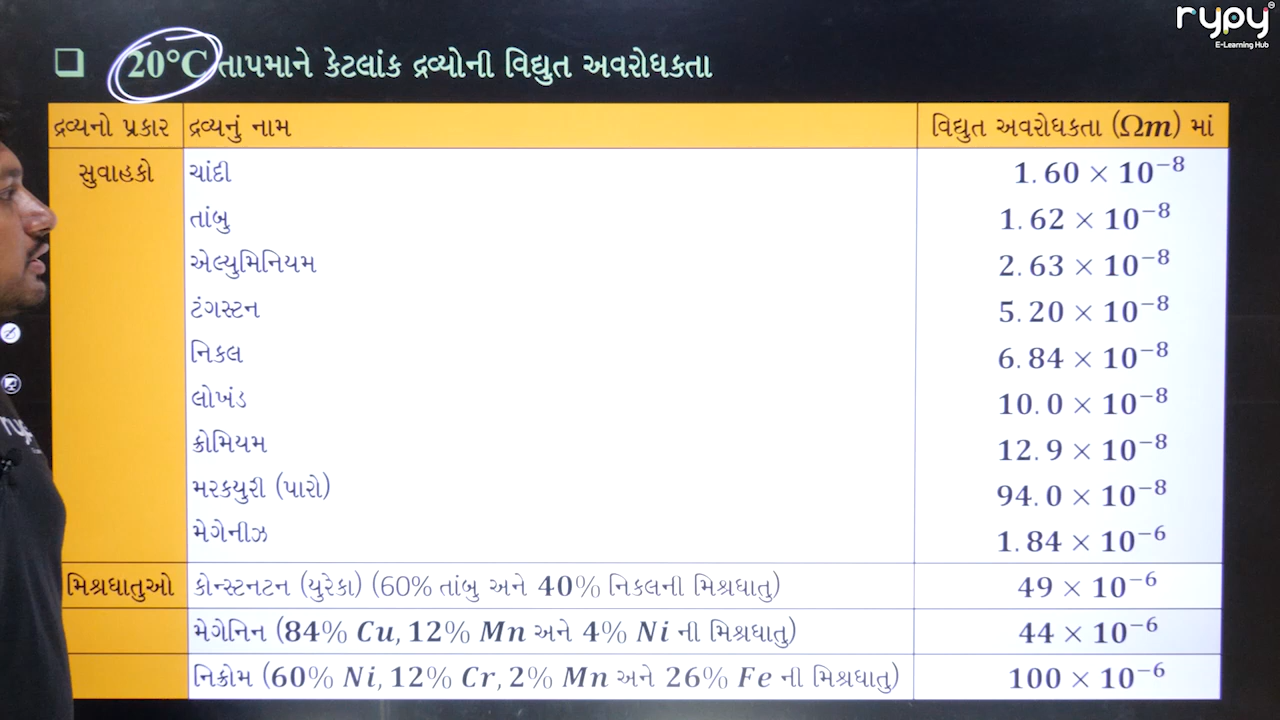 rypy
E-Learning Hub
20°C તાપમાને કેટલાંક દ્રવ્યોની વિદ્યુત અવરોધકતા
દ્રવ્યનો પ્રકાર દ્રવ્યનું નામ વિદ્યુત અવરોધકતા (Ωm) માં
સુવાહકો ચાંદી 1.60 × 10⁻⁸
તાંબુ 1.62 × 10⁻⁸
એલ્યુમિનિયમ 2.63 × 10⁻⁸
ટંગસ્ટન 5.20 × 10⁻⁸
નિકલ 6.84 × 10⁻⁸
લોખંડ 10.0 × 10⁻⁸
ક્રોમિયમ 12.9 × 10⁻⁸
મરક્યુરી (પારો) 94.0 × 10⁻⁸
મેગેનીઝ 1.84 × 10⁻⁶
મિશ્રધાતુઓ કોન્સ્ટનટન (યુરેકા) (60% તાંબુ અને 40% નિકલની મિશ્રધાતુ) 49 × 10⁻⁶
મેગેનિન (84% Cu, 12% Mn અને 4% Ni ની મિશ્રધાતુ) 44 × 10⁻⁶
નિક્રોમ (60% Ni, 12% Cr, 2% Mn અને 26% Fe ની મિશ્રધાતુ) 100 × 10⁻⁶